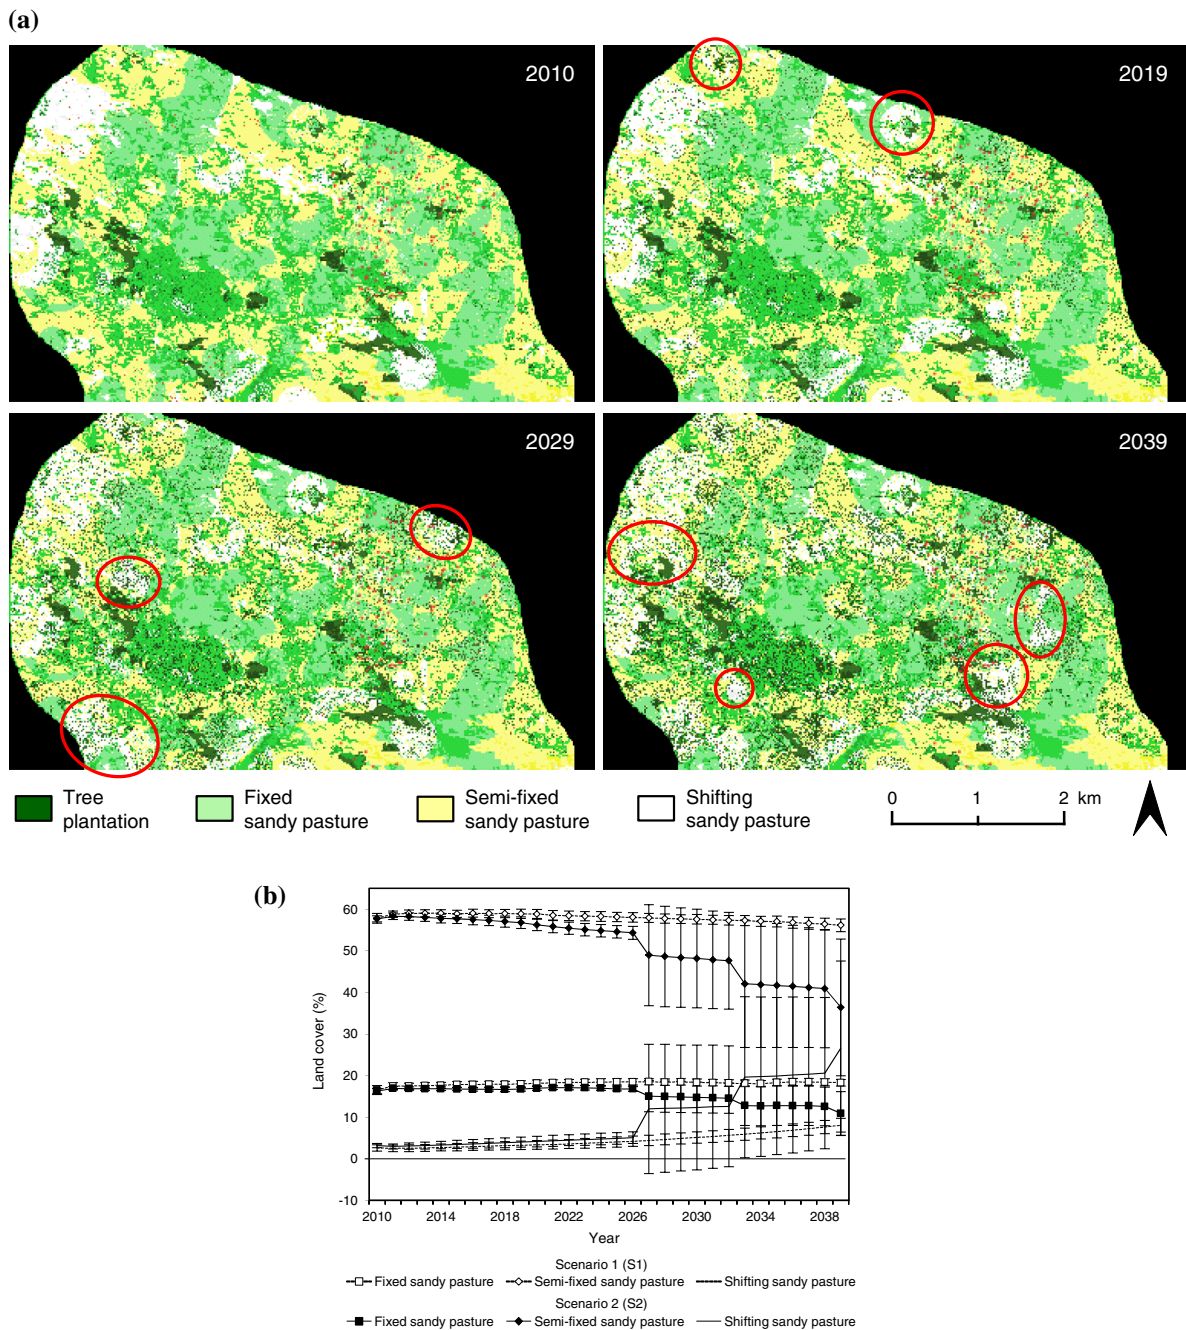 (a)
2010
2019
2029
2039
Tree
plantation
Fixed
sandy pasture
Semi-fixed
sandy pasture
Shifting
sandy pasture
0 1 2 km
(b)
Land cover (%)
60
50
40
30
20
10
0
-10
2010 2014 2018 2022 2026 2030 2034 2038
Year
Scenario 1 (S1)
Fixed sandy pasture Semi-fixed sandy pasture Shifting sandy pasture
Scenario 2 (S2)
Fixed sandy pasture Semi-fixed sandy pasture Shifting sandy pasture